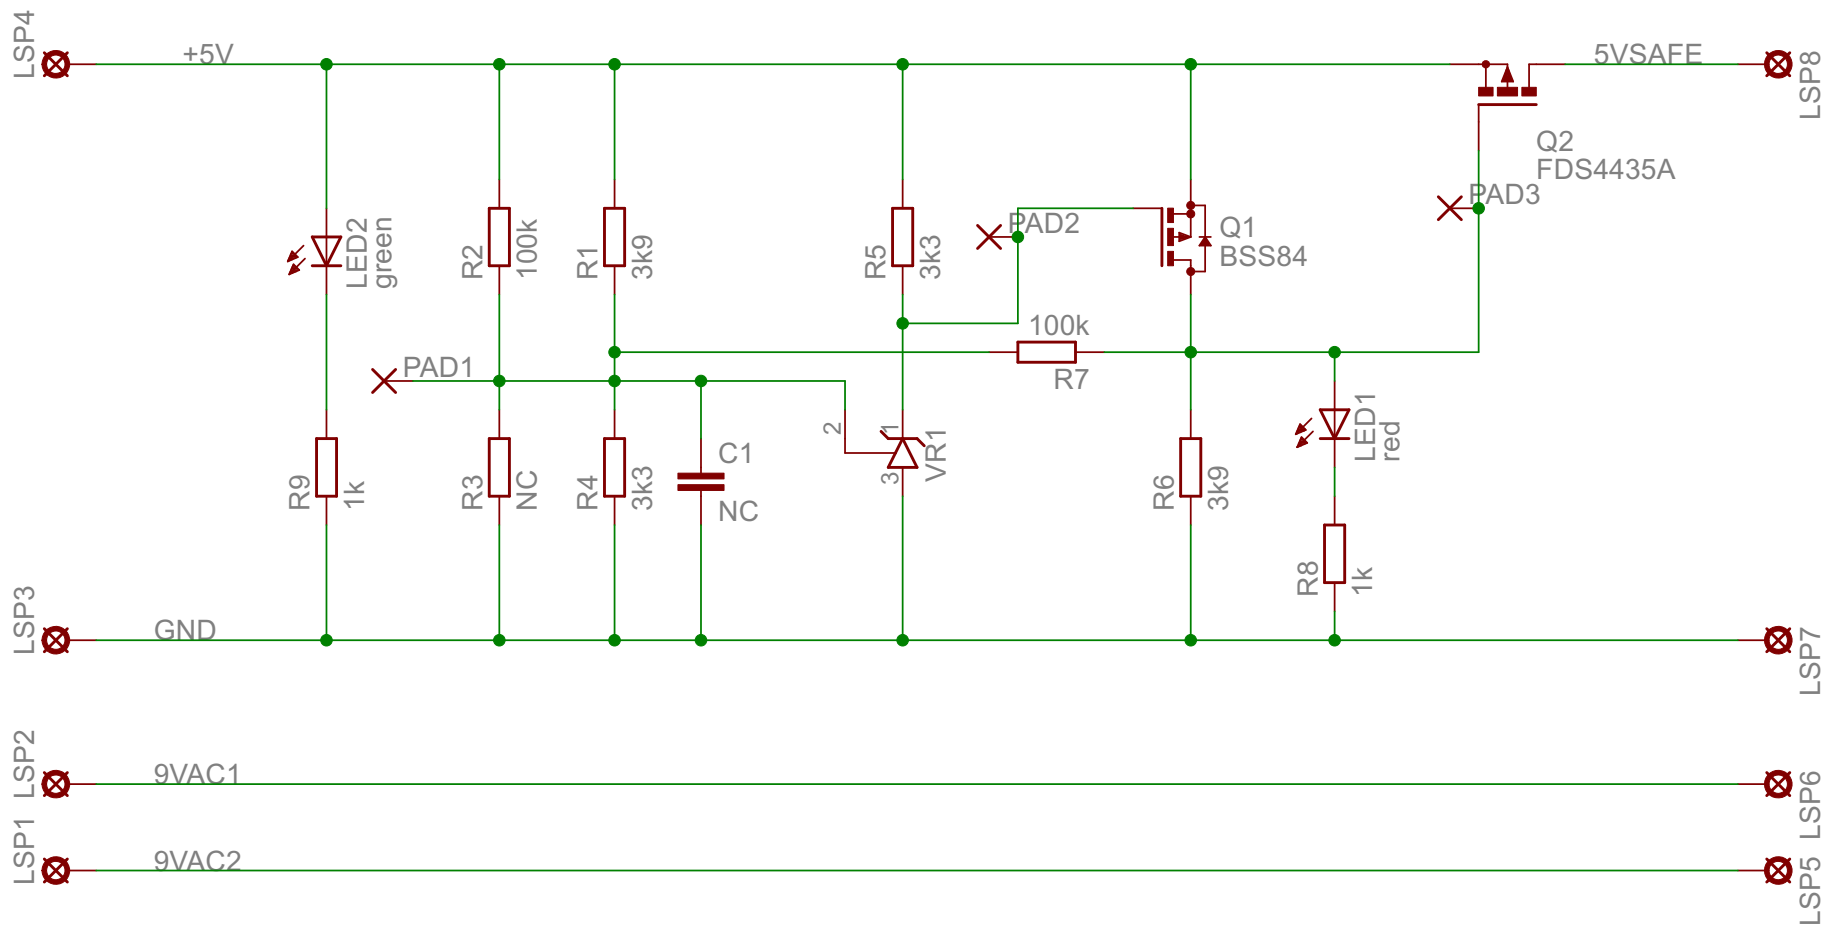 LSP4
+5V
5VSAFE
LSP8
Q2
FDS4435A
PAD3
LED2
green
R2
100k
R1
3k9
R5
3k3
PAD2
Q1
BSS84
100k
R7
PAD1
2
1
3
VR1
LED1
red
R9
1k
R3
NC
R4
3k3
C1
NC
R6
3k9
R8
1k
LSP3
GND
LSP7
LSP2
9VAC1
LSP6
LSP1
9VAC2
LSP5